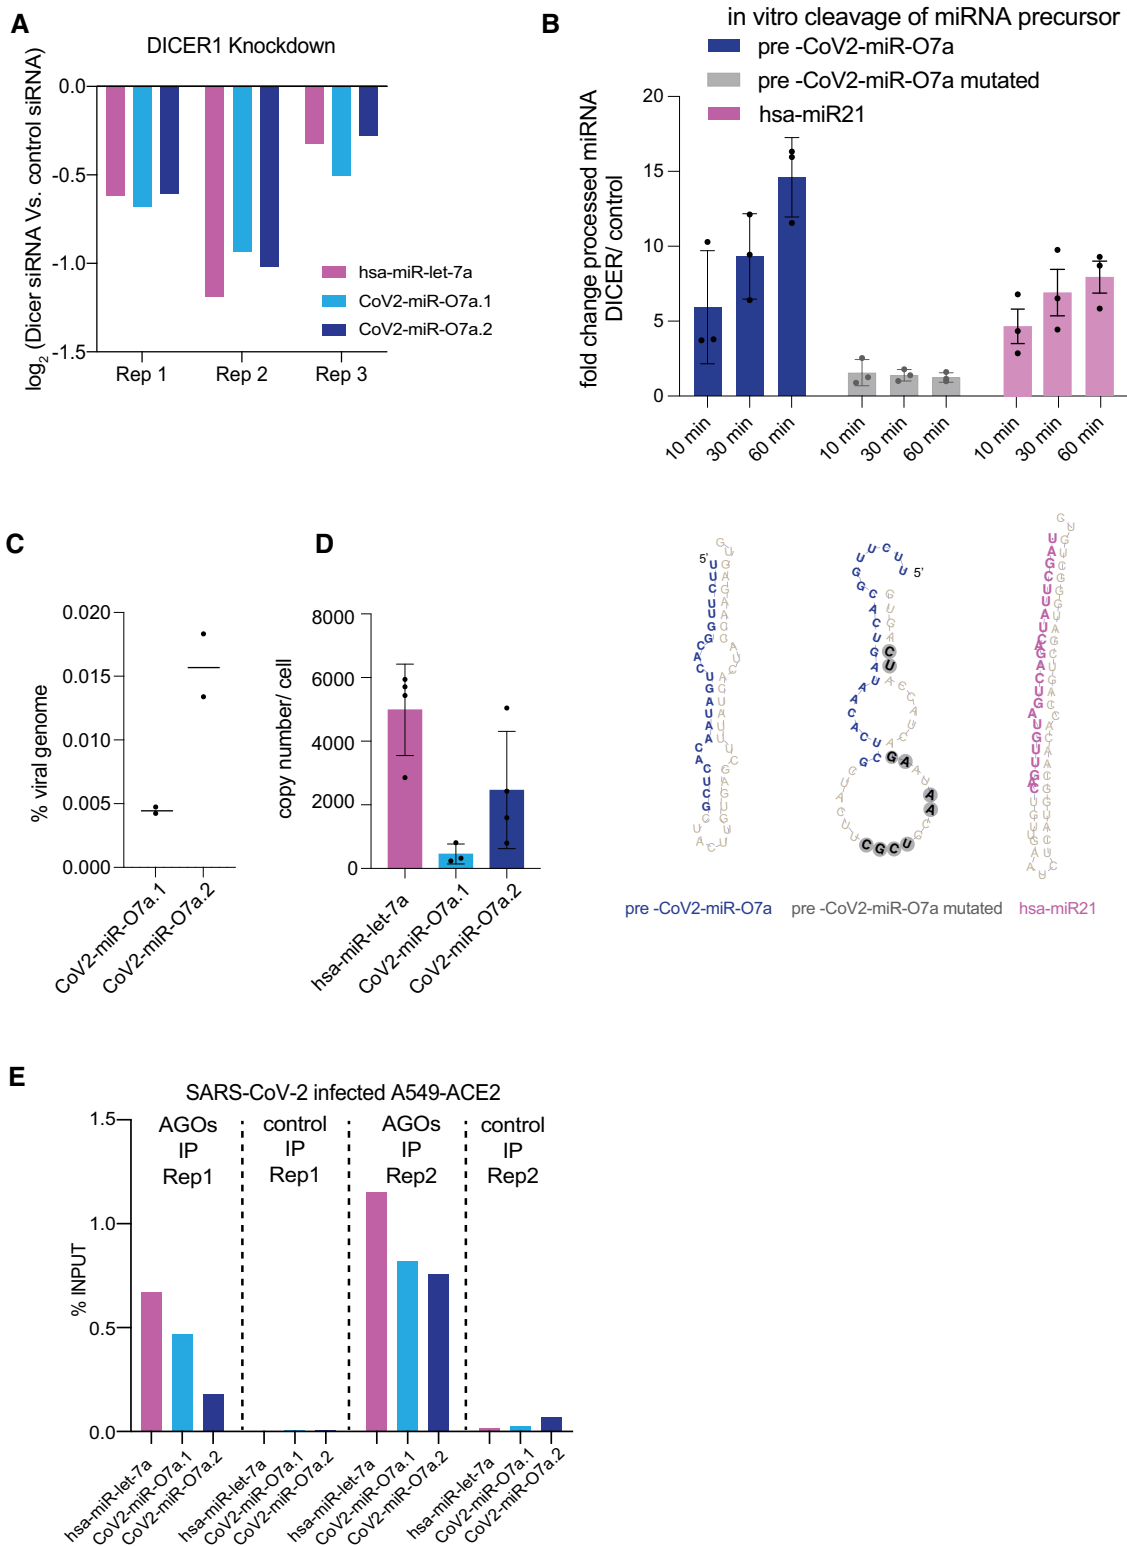 A
DICER1 Knockdown
log2 (Dicer siRNA Vs. control siRNA)
0.0
-0.5
-1.0
-1.5
hsa-miR-let-7a
CoV2-miR-O7a.1
CoV2-miR-O7a.2
Rep 1 Rep 2 Rep 3
B
in vitro cleavage of miRNA precursor
pre -CoV2-miR-O7a
pre -CoV2-miR-O7a mutated
hsa-miR21
fold change processed miRNA
DICER/ control
20
15
10
5
0
10 min 30 min 60 min 10 min 30 min 60 min 10 min 30 min 60 min
5'
5'
pre -CoV2-miR-O7a pre -CoV2-miR-O7a mutated hsa-miR21
C
% viral genome
0.020
0.015
0.010
0.005
0.000
CoV2-miR-O7a.1
CoV2-miR-O7a.2
D
copy number/ cell
8000
6000
4000
2000
0
hsa-miR-let-7a
CoV2-miR-O7a.1
CoV2-miR-O7a.2
E
SARS-CoV-2 infected A549-ACE2
% INPUT
1.5
1.0
0.5
0.0
AGOs
IP
Rep1
control
IP
Rep1
AGOs
IP
Rep2
control
IP
Rep2
hsa-miR-let-7a
CoV2-miR-O7a.1
CoV2-miR-O7a.2
hsa-miR-let-7a
CoV2-miR-O7a.1
CoV2-miR-O7a.2
hsa-miR-let-7a
CoV2-miR-O7a.1
CoV2-miR-O7a.2
hsa-miR-let-7a
CoV2-miR-O7a.1
CoV2-miR-O7a.2